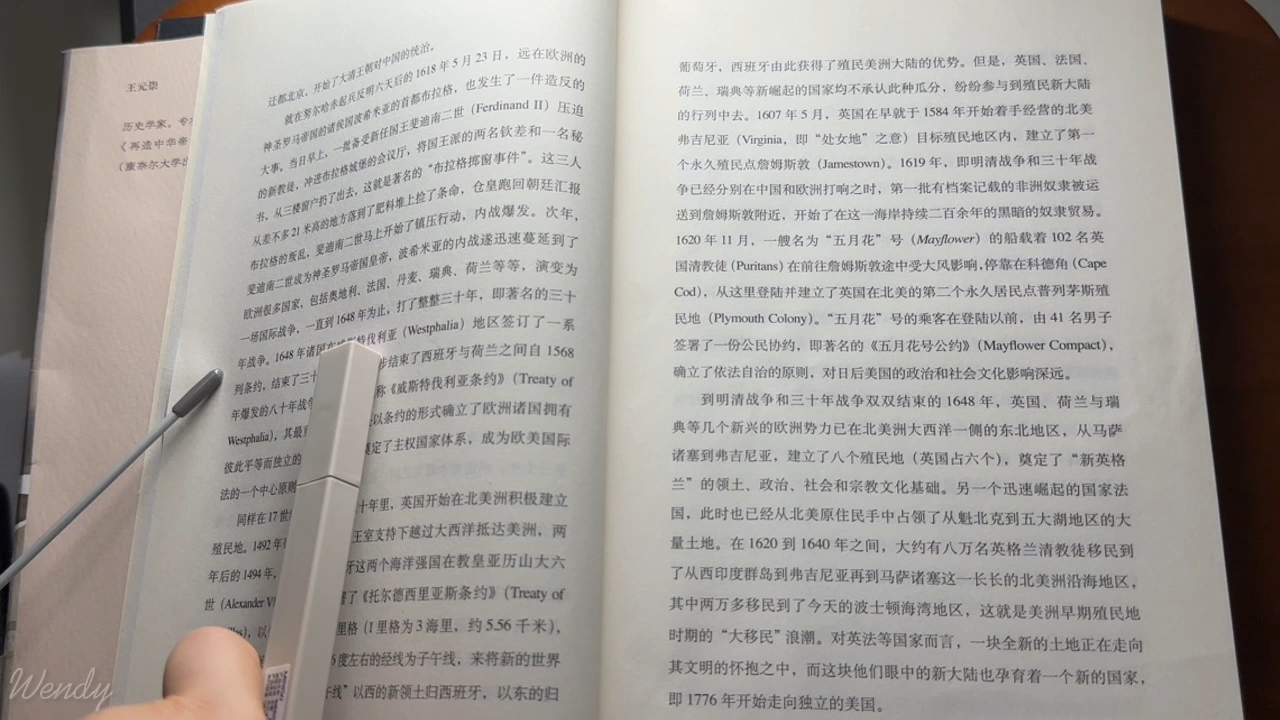 王元崇
历史学家。专
《再造中华帝
（康奈尔大学出
迁都北京，开始了大清王朝对中国的统治。
就在努尔哈赤起兵反明六天后的 1618 年 5 月 23 日，远在欧洲的
神圣罗马帝国的诸侯国波希米亚的首都布拉格，也发生了一件造反的
大事。当日早上，一批备受新任国王斐迪南二世（Ferdinand II）压迫
的新教徒，冲进布拉格城堡的会议厅，将国王派的两名钦差和一名秘
书，从三楼窗户扔了出去，这就是著名的“布拉格掷窗事件”。这三人
从差不多 21 米高的地方落到了肥料堆上捡了条命，仓皇跑回朝廷汇报
布拉格的叛乱，斐迪南二世马上开始了镇压行动，内战爆发。次年，
斐迪南二世成为神圣罗马帝国皇帝，波希米亚的内战遂迅速蔓延到了
欧洲很多国家，包括奥地利、法国、丹麦、瑞典、荷兰等等，演变为
一场国际战争，一直到 1648 年为止，打了整整三十年，即著名的三十
年战争。1648 年诸国在威斯特伐利亚（Westphalia）地区签订了一系
列条约，结束了三十 步结束了西班牙与荷兰之间自 1568
年爆发的八十年战争 称《威斯特伐利亚条约》（Treaty of
Westphalia），其最 以条约的形式确立了欧洲诸国拥有
彼此平等而独立的 奠定了主权国家体系，成为欧美国际
法的一个中心原则
同样在 17 世 十年里，英国开始在北美洲积极建立
殖民地。1492 年 王室支持下越过大西洋抵达美洲，两
年后的 1494 年， 牙这两个海洋强国在教皇亚历山大六
世（Alexander V 署了《托尔德西里亚斯条约》（Treaty of
以 里格（1 里格为 3 海里，约 5.56 千米），
6 度左右的经线为子午线，来将新的世界
午线”以西的新领土归西班牙，以东的归
葡萄牙，西班牙由此获得了殖民美洲大陆的优势。但是，英国、法国、
荷兰、瑞典等新崛起的国家均不承认此种瓜分，纷纷参与到殖民新大陆
的行列中去。1607 年 5 月，英国在早就于 1584 年开始着手经营的北美
弗吉尼亚（Virginia，即“处女地”之意）目标殖民地区内，建立了第一
个永久殖民点詹姆斯敦（Jamestown）。1619 年，即明清战争和三十年战
争已经分别在中国和欧洲打响之时，第一批有档案记载的非洲奴隶被运
送到詹姆斯敦附近，开始了在这一海岸持续二百余年的黑暗的奴隶贸易。
1620 年 11 月，一艘名为“五月花”号（Mayflower）的船载着 102 名英
国清教徒（Puritans）在前往詹姆斯敦途中受大风影响，停靠在科德角（Cape
Cod），从这里登陆并建立了英国在北美的第二个永久居民点普列茅斯殖
民地（Plymouth Colony）。“五月花”号的乘客在登陆以前，由 41 名男子
签署了一份公民协约，即著名的《五月花号公约》（Mayflower Compact），
确立了依法自治的原则，对日后美国的政治和社会文化影响深远。
到明清战争和三十年战争双双结束的 1648 年，英国、荷兰与瑞
典等几个新兴的欧洲势力已在北美洲大西洋一侧的东北地区，从马萨
诸塞到弗吉尼亚，建立了八个殖民地（英国占六个），奠定了“新英格
兰”的领土、政治、社会和宗教文化基础。另一个迅速崛起的国家法
国，此时也已经从北美原住民手中占领了从魁北克到五大湖地区的大
量土地。在 1620 到 1640 年之间，大约有八万名英格兰清教徒移民到
了从西印度群岛到弗吉尼亚再到马萨诸塞这一长长的北美洲沿海地区，
其中两万多移民到了今天的波士顿海湾地区，这就是美洲早期殖民地
时期的“大移民”浪潮。对英法等国家而言，一块全新的土地正在走向
其文明的怀抱之中，而这块他们眼中的新大陆也孕育着一个新的国家，
即 1776 年开始走向独立的美国。
Wendy